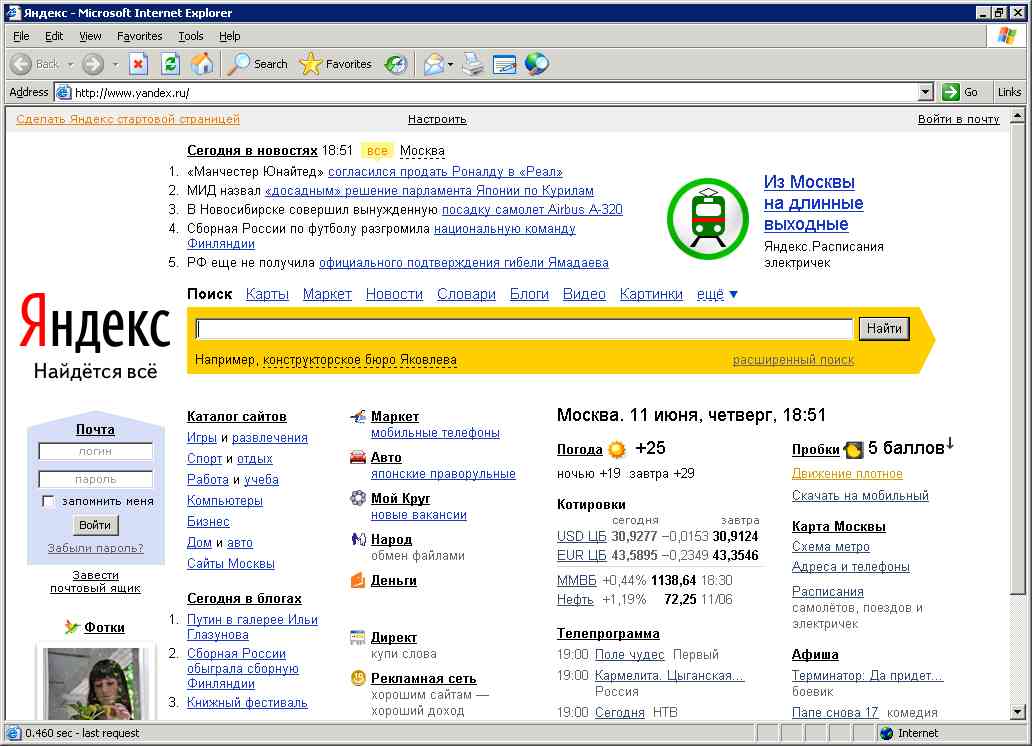 Яндекс - Microsoft Internet Explorer
File Edit View Favorites Tools Help
Back Search Favorites
Address http://www.yandex.ru/ Go Links
Сделать Яндекс стартовой страницей Настроить Войти в почту
Сегодня в новостях 18:51 все Москва
1. «Манчестер Юнайтед» согласился продать Роналду в «Реал»
2. МИД назвал «досадным» решение парламента Японии по Курилам
3. В Новосибирске совершил вынужденную посадку самолет Airbus A-320
4. Сборная России по футболу разгромила национальную команду
Финляндии
5. РФ еще не получила официального подтверждения гибели Ямадаева
Из Москвы
на длинные
выходные
Яндекс.Расписания
электричек
Поиск Карты Маркет Новости Словари Блоги Видео Картинки ещё ▼
Яндекс
Найдётся всё
Найти
Например, конструкторское бюро Яковлева расширенный поиск
Почта
логин
пароль
запомнить меня
Войти
Забыли пароль?
Завести
почтовый ящик
Фотки
Каталог сайтов
Игры и развлечения
Спорт и отдых
Работа и учеба
Компьютеры
Бизнес
Дом и авто
Сайты Москвы
Сегодня в блогах
1. Путин в галерее Ильи
Глазунова
2. Сборная России
обыграла сборную
Финляндии
3. Книжный фестиваль
Маркет
мобильные телефоны
Авто
японские праворульные
Мой Круг
новые вакансии
Народ
обмен файлами
Деньги
Директ
купи слова
Рекламная сеть
хорошим сайтам —
хороший доход
Москва. 11 июня, четверг, 18:51
Погода +25
ночью +19 завтра +29
Котировки
сегодня завтра
USD ЦБ 30,9277 −0,0153 30,9124
EUR ЦБ 43,5895 −0,2349 43,3546
ММВБ +0,44% 1138,64 18:30
Нефть +1,19% 72,25 11/06
Телепрограмма
19:00 Поле чудес Первый
19:00 Кармелита. Цыганская...
Россия
19:00 Сегодня НТВ
Пробки 5 баллов↓
Движение плотное
Скачать на мобильный
Карта Москвы
Схема метро
Адреса и телефоны
Расписания
самолётов, поездов и
электричек
Афиша
Терминатор: Да придет...
боевик
Папе снова 17 комедия
0.460 sec - last request Internet